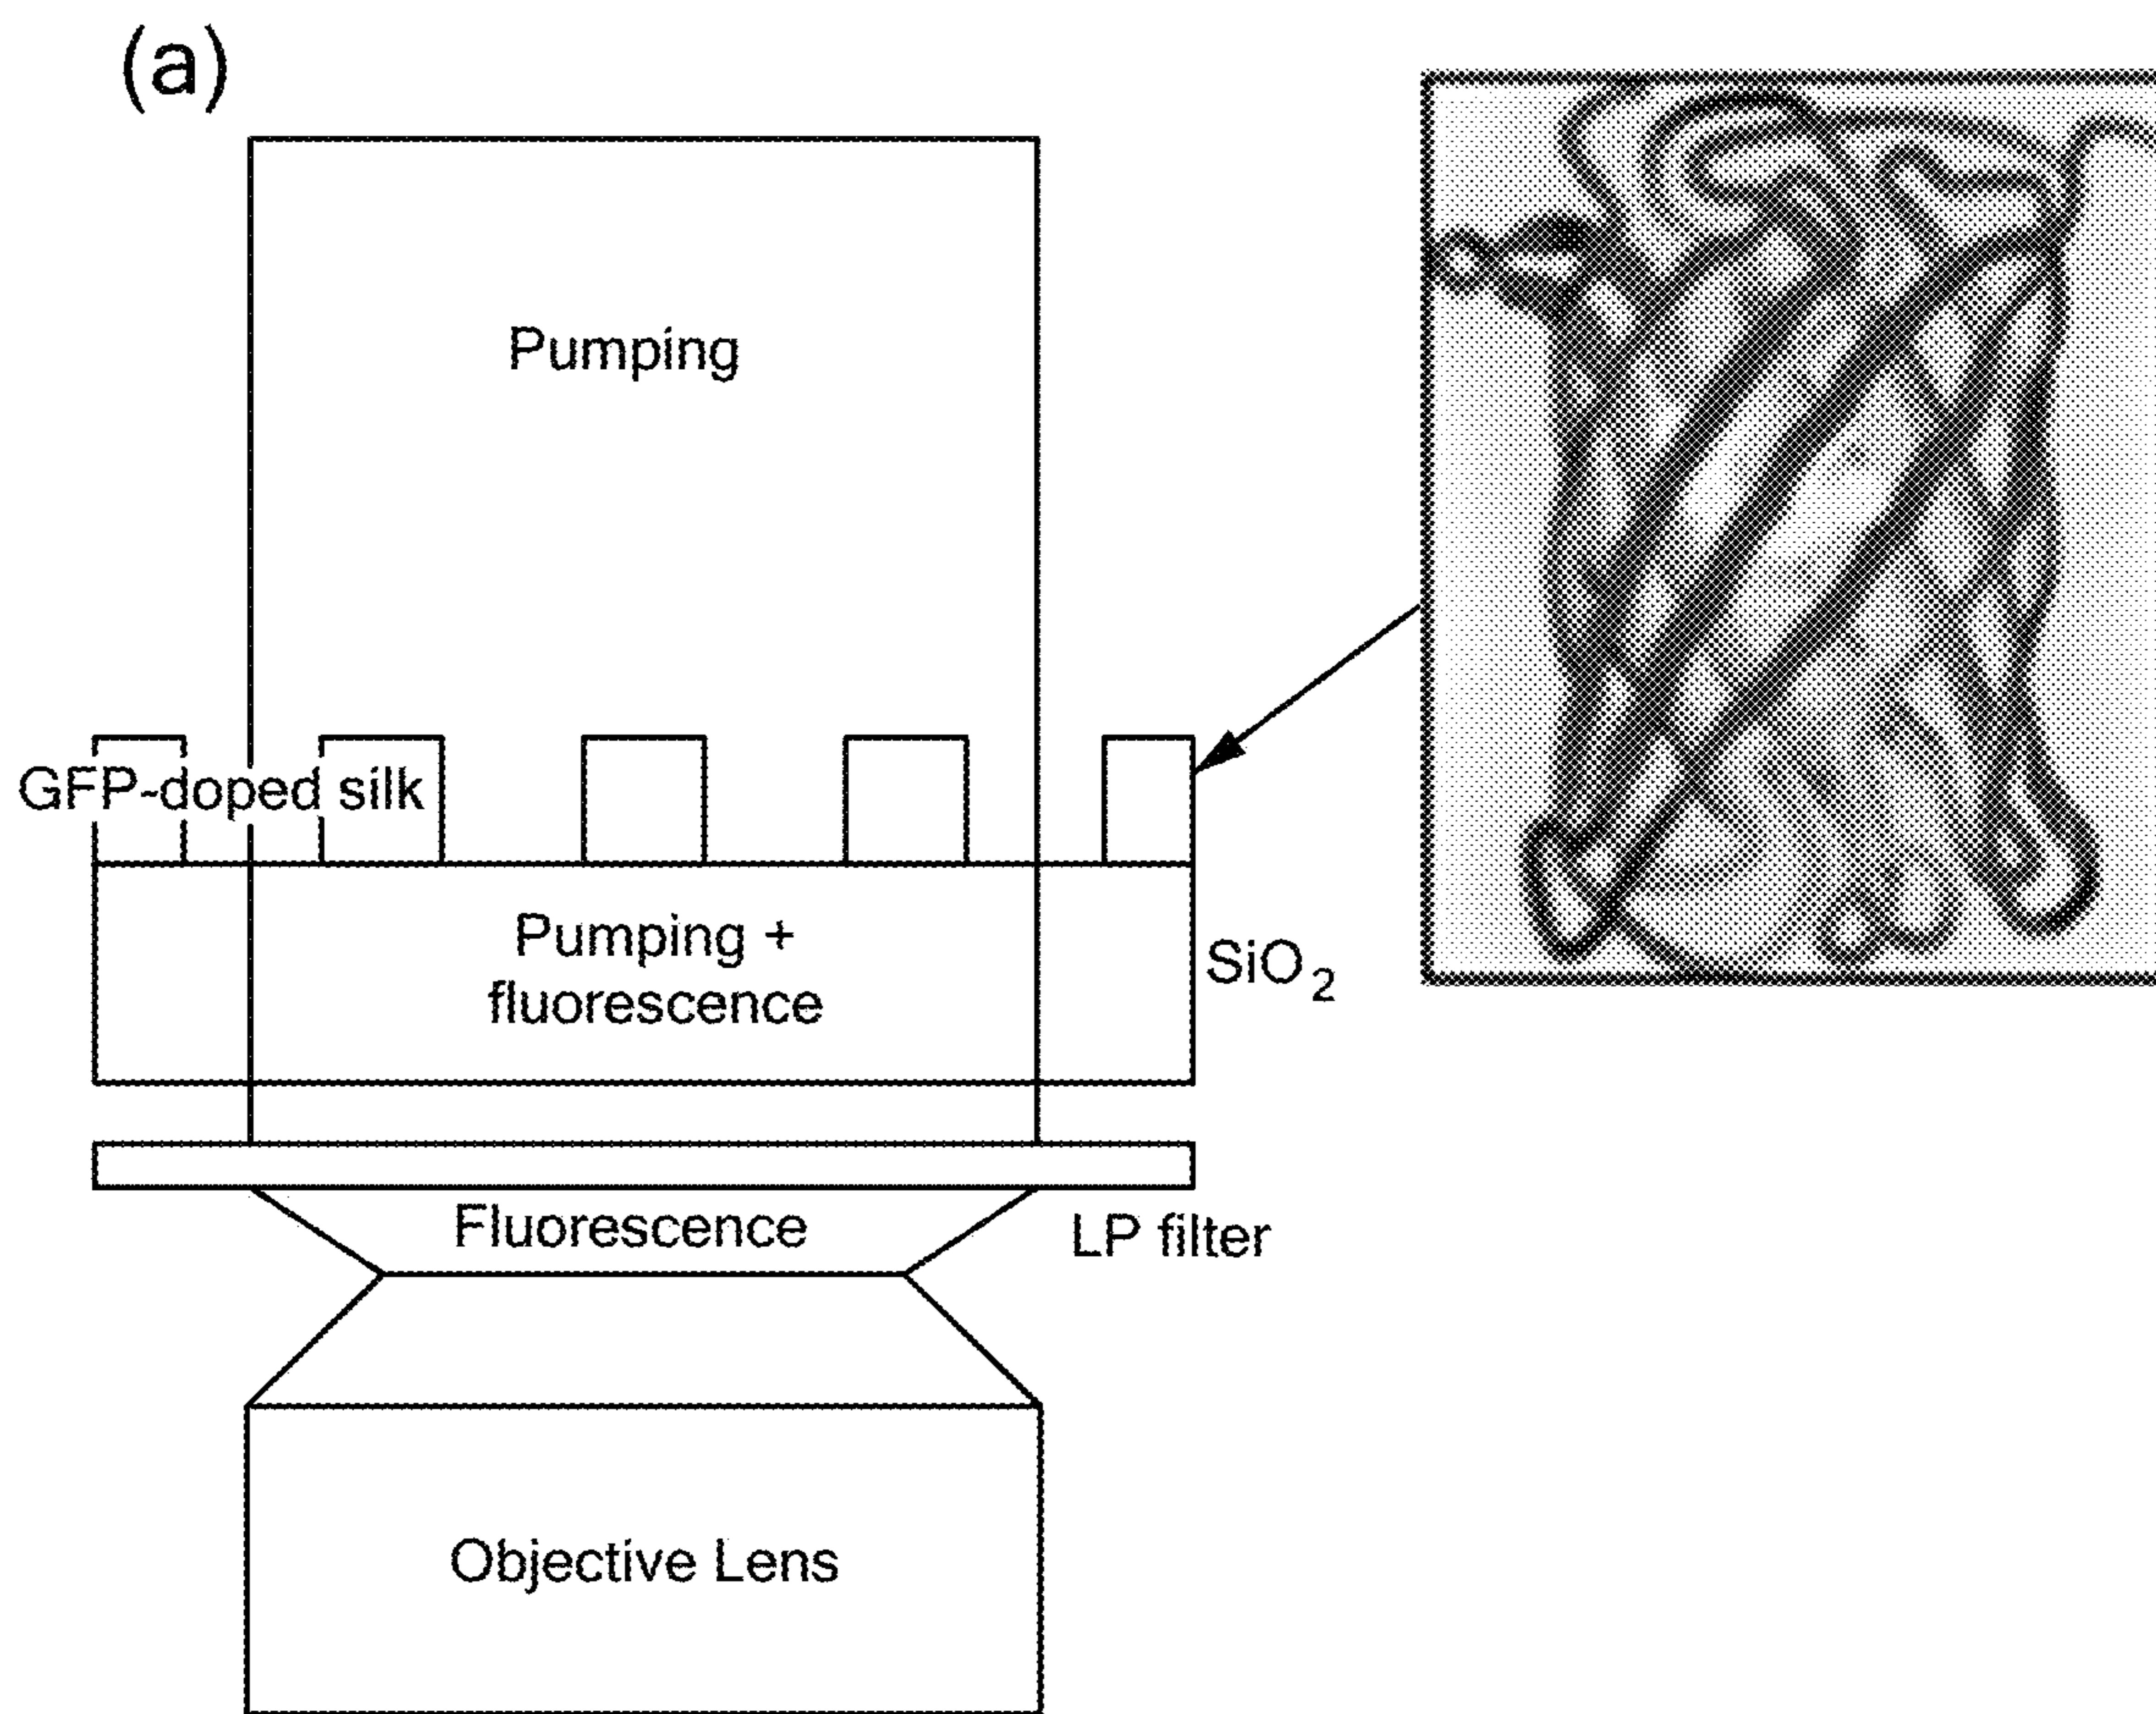 (a)
Pumping
GFP-doped silk
Pumping +
fluorescence
SiO2
Fluorescence
LP filter
Objective Lens